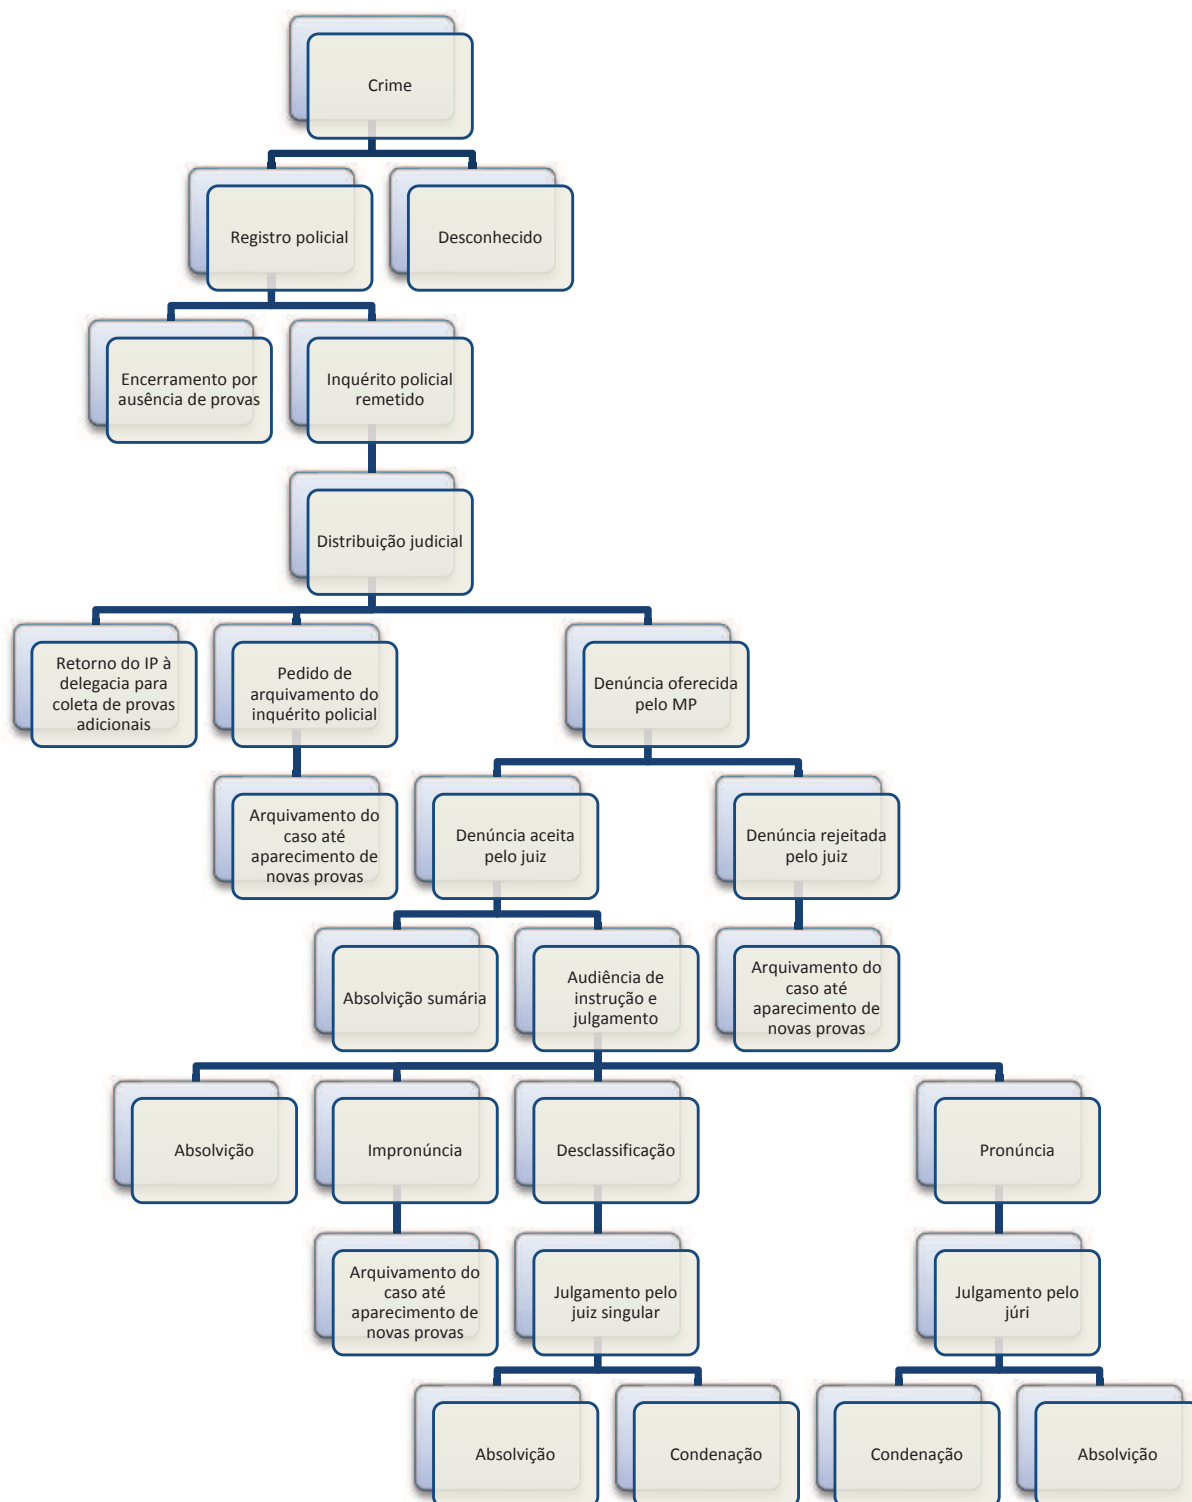 Crime
Registro policial
Desconhecido
Encerramento por
ausência de provas
Inquérito policial
remetido
Distribuição judicial
Retorno do IP à
delegacia para
coleta de provas
adicionais
Pedido de
arquivamento do
inquérito policial
Denúncia oferecida
pelo MP
Arquivamento do
caso até
aparecimento de
novas provas
Denúncia aceita
pelo juiz
Denúncia rejeitada
pelo juiz
Absolvição sumária
Audiência de
instrução e
julgamento
Arquivamento do
caso até
aparecimento de
novas provas
Absolvição
Impronúncia
Desclassificação
Pronúncia
Arquivamento do
caso até
aparecimento de
novas provas
Julgamento pelo
juiz singular
Julgamento pelo
júri
Absolvição
Condenação
Condenação
Absolvição